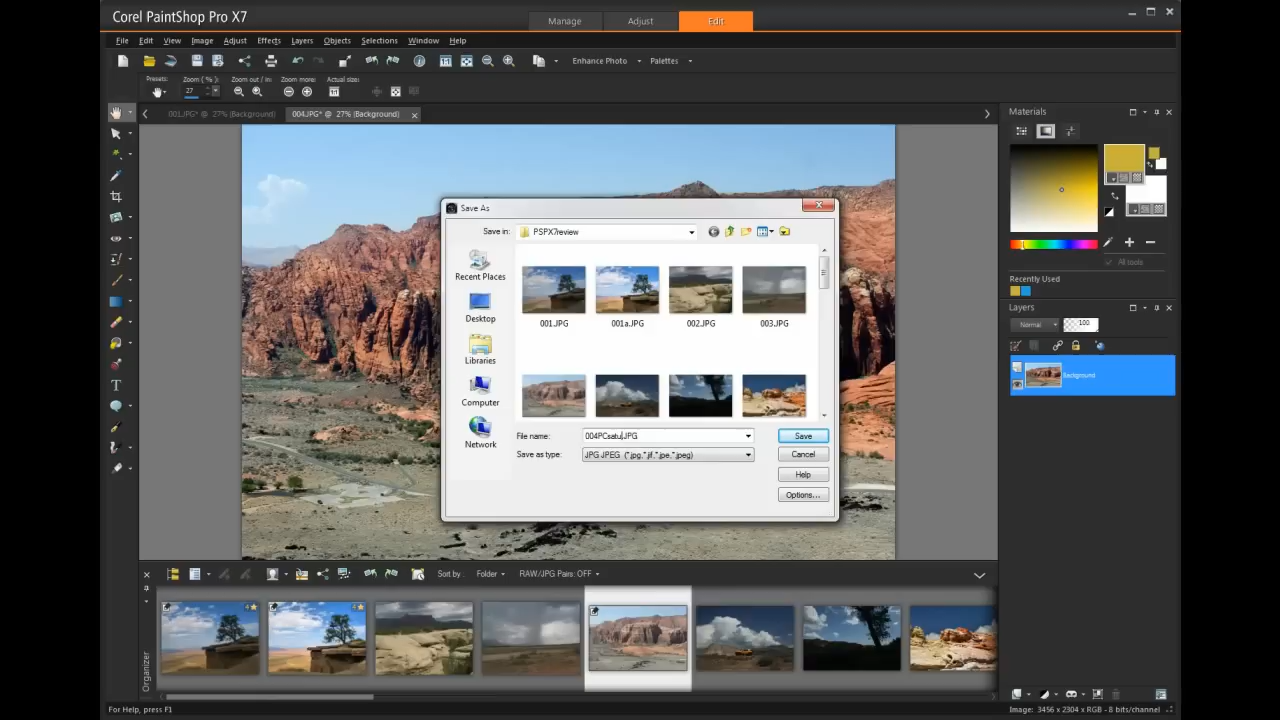 Corel PaintShop Pro X7
Manage Adjust Edit
File Edit View Image Adjust Effects Layers Objects Selections Window Help
Enhance Photo Palettes
Presets: Zoom (%): Zoom out / in: Zoom more: Actual size:
27
001.JPG* @ 27% (Background) 004.JPG* @ 27% (Background)
Materials
All tools
Recently Used
Layers
Normal 100
Background
Save As
Save in: PSPX7review
Recent Places
Desktop
Libraries
Computer
Network
001.JPG 001a.JPG 002.JPG 003.JPG
File name: 004PCsatu.JPG Save
Save as type: JPG JPEG (*.jpg,*.jif,*.jpe,*.jpeg) Cancel
Help
Options...
Sort by: Folder RAW/JPG Pairs: OFF
Organizer
For Help, press F1
Image: 3456 x 2304 x RGB - 8 bits/channel